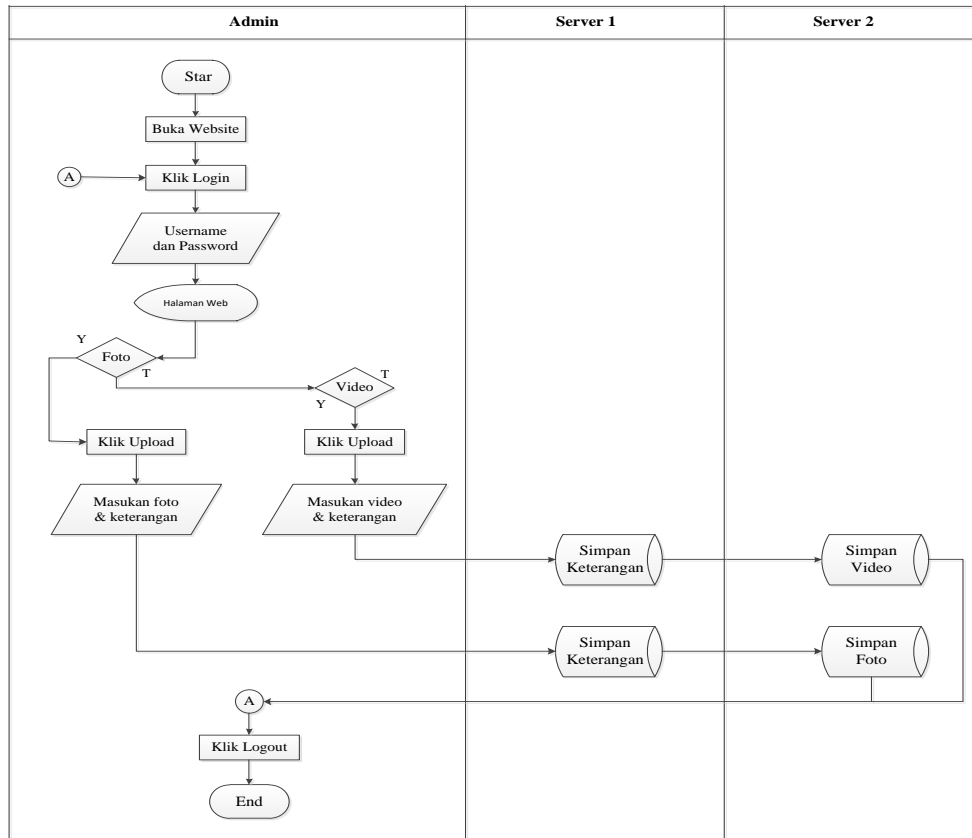 Admin
Server 1
Server 2
Star
Buka Website
A
Klik Login
Username
dan Password
Halaman Web
Y
Foto
T
T
Video
Y
Klik Upload
Klik Upload
Masukan foto
& keterangan
Masukan video
& keterangan
Simpan
Keterangan
Simpan
Video
Simpan
Keterangan
Simpan
Foto
A
Klik Logout
End